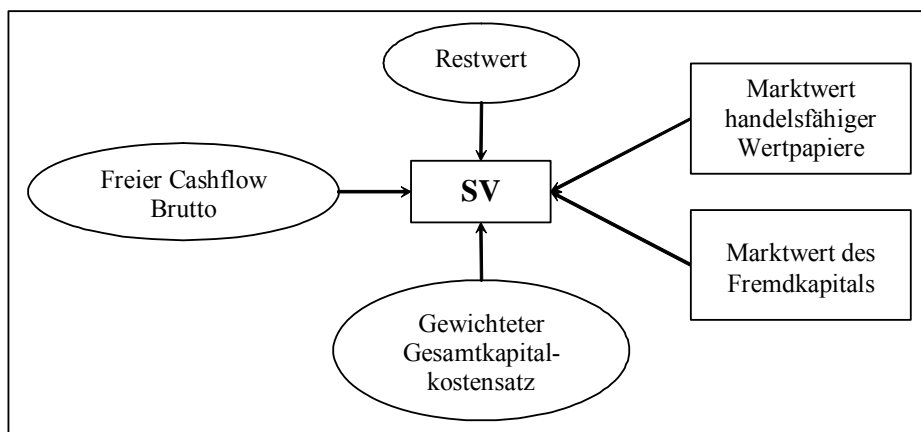 Restwert
Marktwert
handelsfähiger
Wertpapiere
Freier Cashflow
Brutto
SV
Marktwert des
Fremdkapitals
Gewichteter
Gesamtkapital-
kostensatz